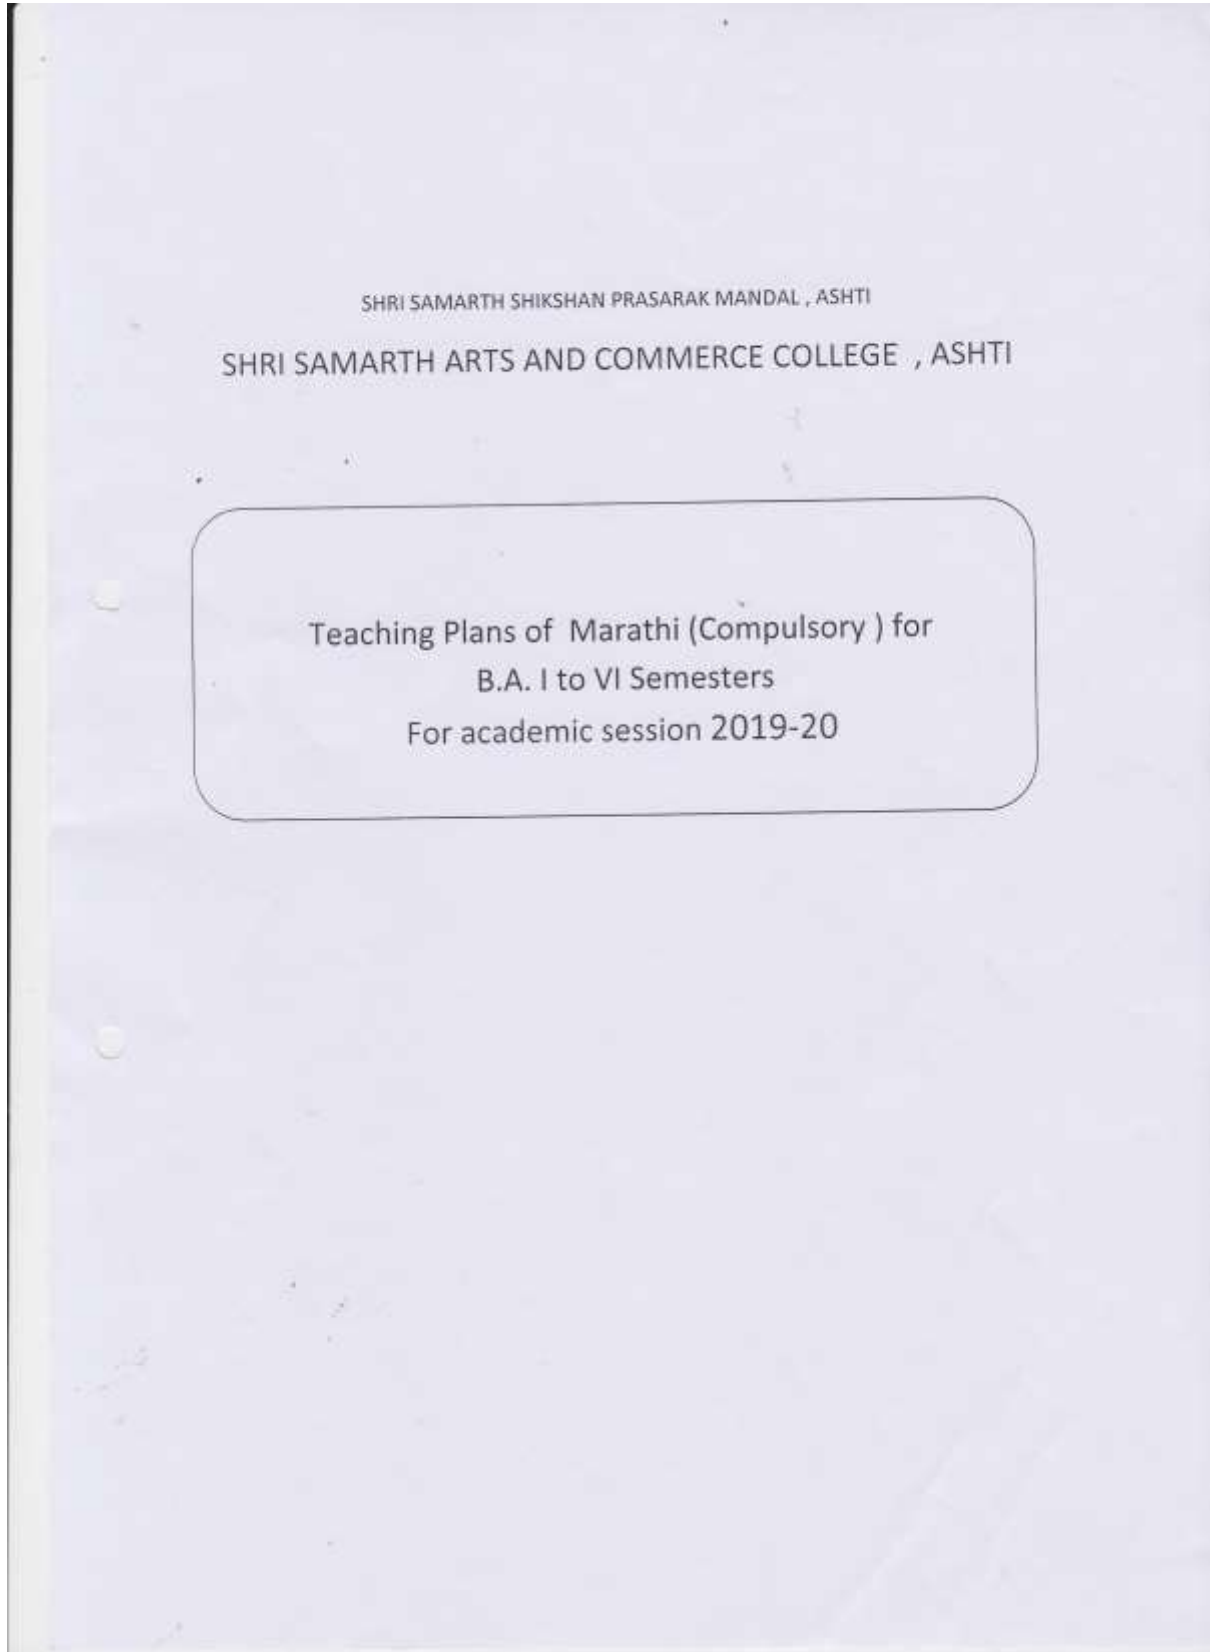 SHRI SAMARTH SHIKSHAN PRASARAK MANDAL , ASHTI
SHRI SAMARTH ARTS AND COMMERCE COLLEGE , ASHTI
Teaching Plans of Marathi (Compulsory ) for
B.A. I to VI Semesters
For academic session 2019-20